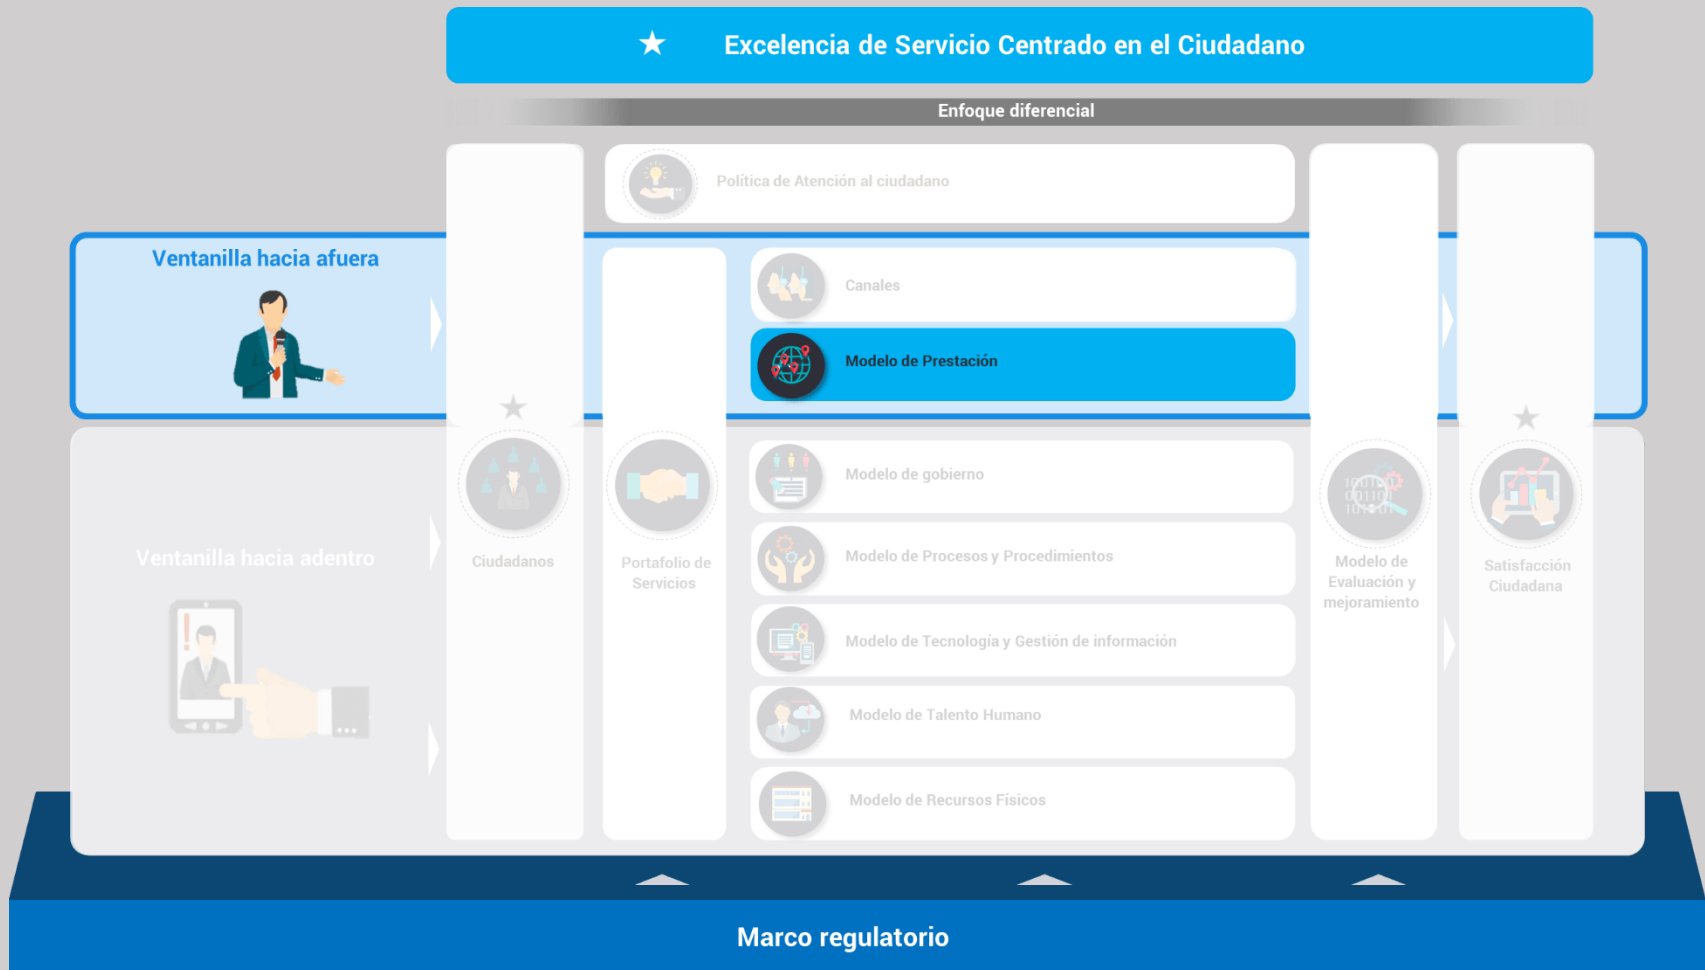 Excelencia de Servicio Centrado en el Ciudadano
Enfoque diferencial
Política de Atención al ciudadano
Ventanilla hacia afuera
Canales
Modelo de Prestación
Ventanilla hacia adentro
Ciudadanos
Portafolio de
Servicios
Modelo de gobierno
Modelo de Procesos y Procedimientos
Modelo de Tecnología y Gestión de información
Modelo de Talento Humano
Modelo de Recursos Físicos
Modelo de
Evaluación y
mejoramiento
Satisfacción
Ciudadana
Marco regulatorio